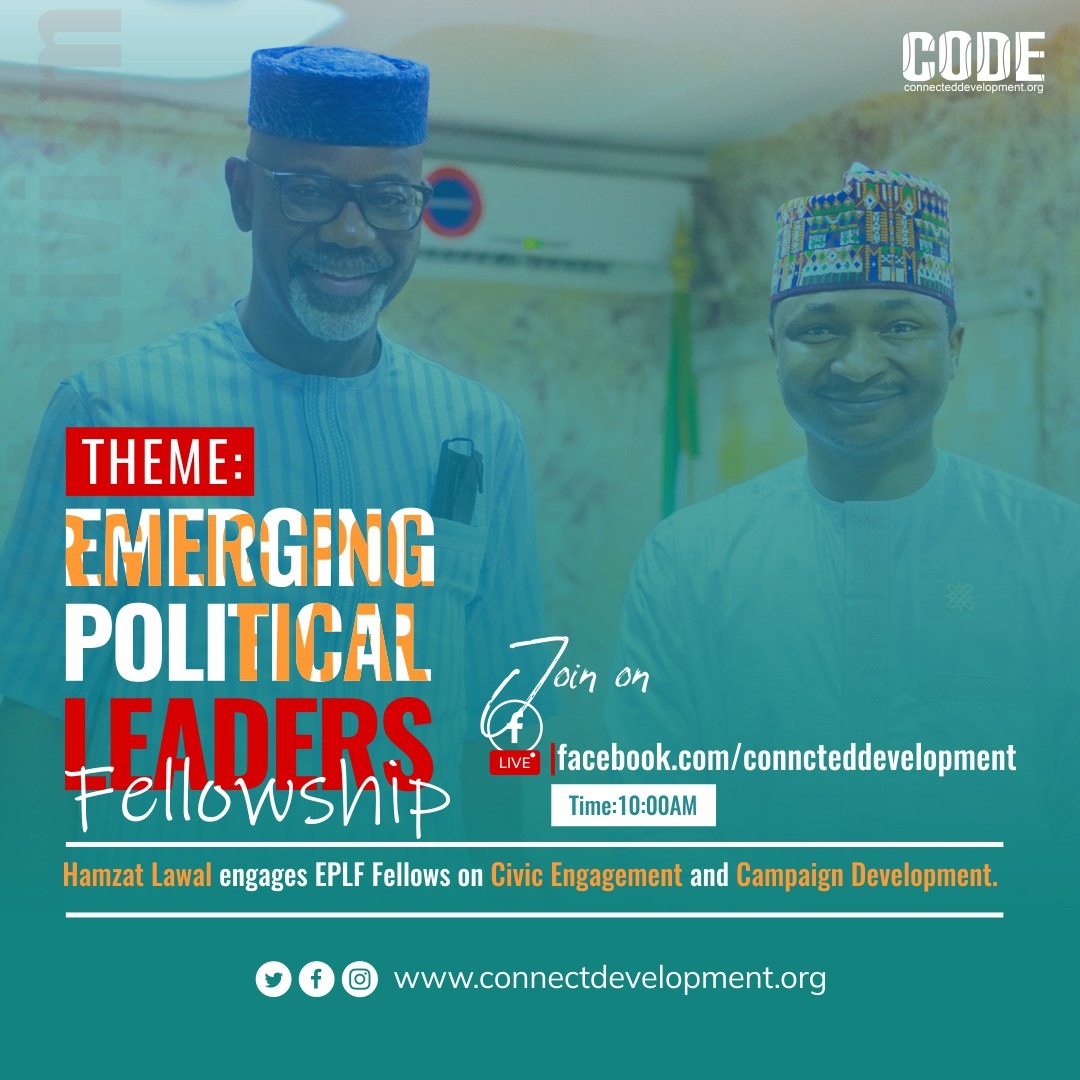 CODE
connecteddevelopment.org
THEME:
EMERGING
POLITICAL
LEADERS
Fellowship
Join on
f
LIVE
facebook.com/conncteddevelopment
Time:10:00AM
Hamzat Lawal engages EPLF Fellows on Civic Engagement and Campaign Development.
www.connectdevelopment.org